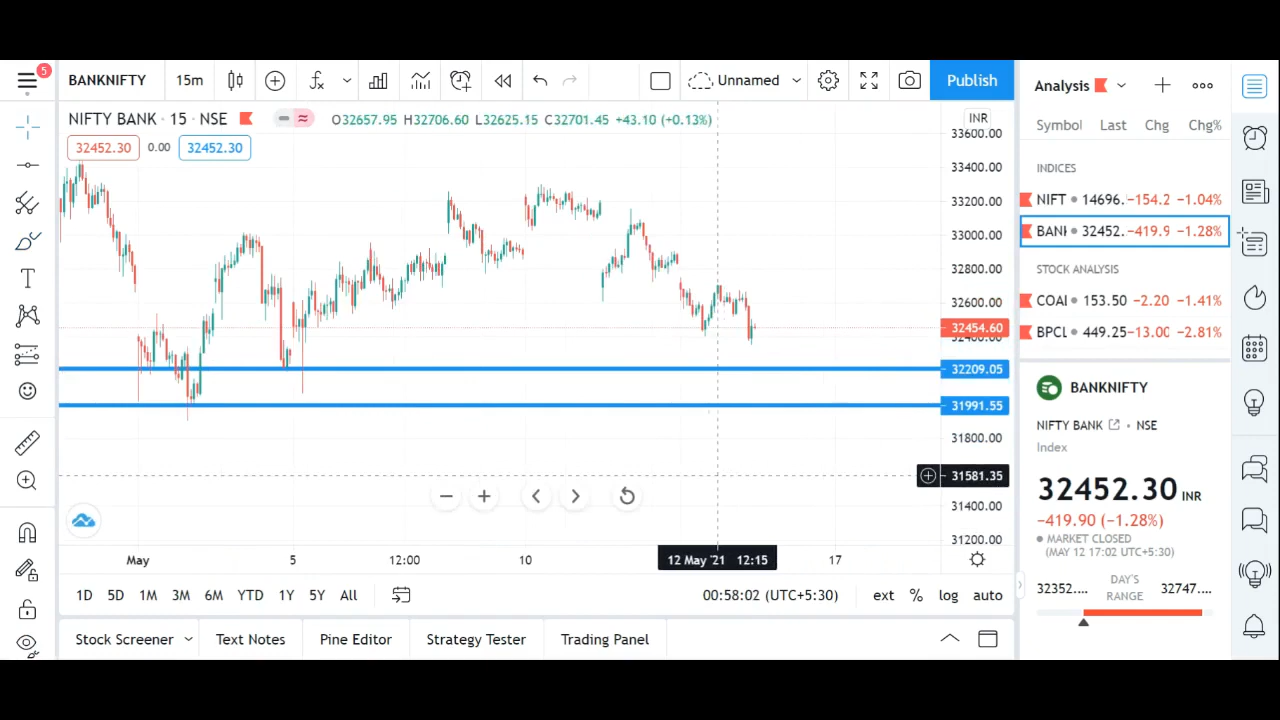 5
BANKNIFTY 15m fx Unnamed Publish
NIFTY BANK · 15 · NSE O32657.95 H32706.60 L32625.15 C32701.45 +43.10 (+0.13%)
32452.30 0.00 32452.30
INR
33600.00
33400.00
33200.00
33000.00
32800.00
32600.00
32454.60
32400.00
32209.05
31991.55
31800.00
31581.35
31400.00
31200.00
May 5 12:00 10 12 May '21 12:15 17
1D 5D 1M 3M 6M YTD 1Y 5Y All 00:58:02 (UTC+5:30) ext % log auto
Stock Screener Text Notes Pine Editor Strategy Tester Trading Panel
Analysis
Symbol Last Chg Chg%
INDICES
NIFT 14696. −154.2 −1.04%
BANK 32452. −419.9 −1.28%
STOCK ANALYSIS
COAI 153.50 −2.20 −1.41%
BPCL 449.25 −13.00 −2.81%
BANKNIFTY
NIFTY BANK · NSE
Index
32452.30 INR
−419.90 (−1.28%)
MARKET CLOSED
(MAY 12 17:02 UTC+5:30)
32352.... DAY'S RANGE 32747....